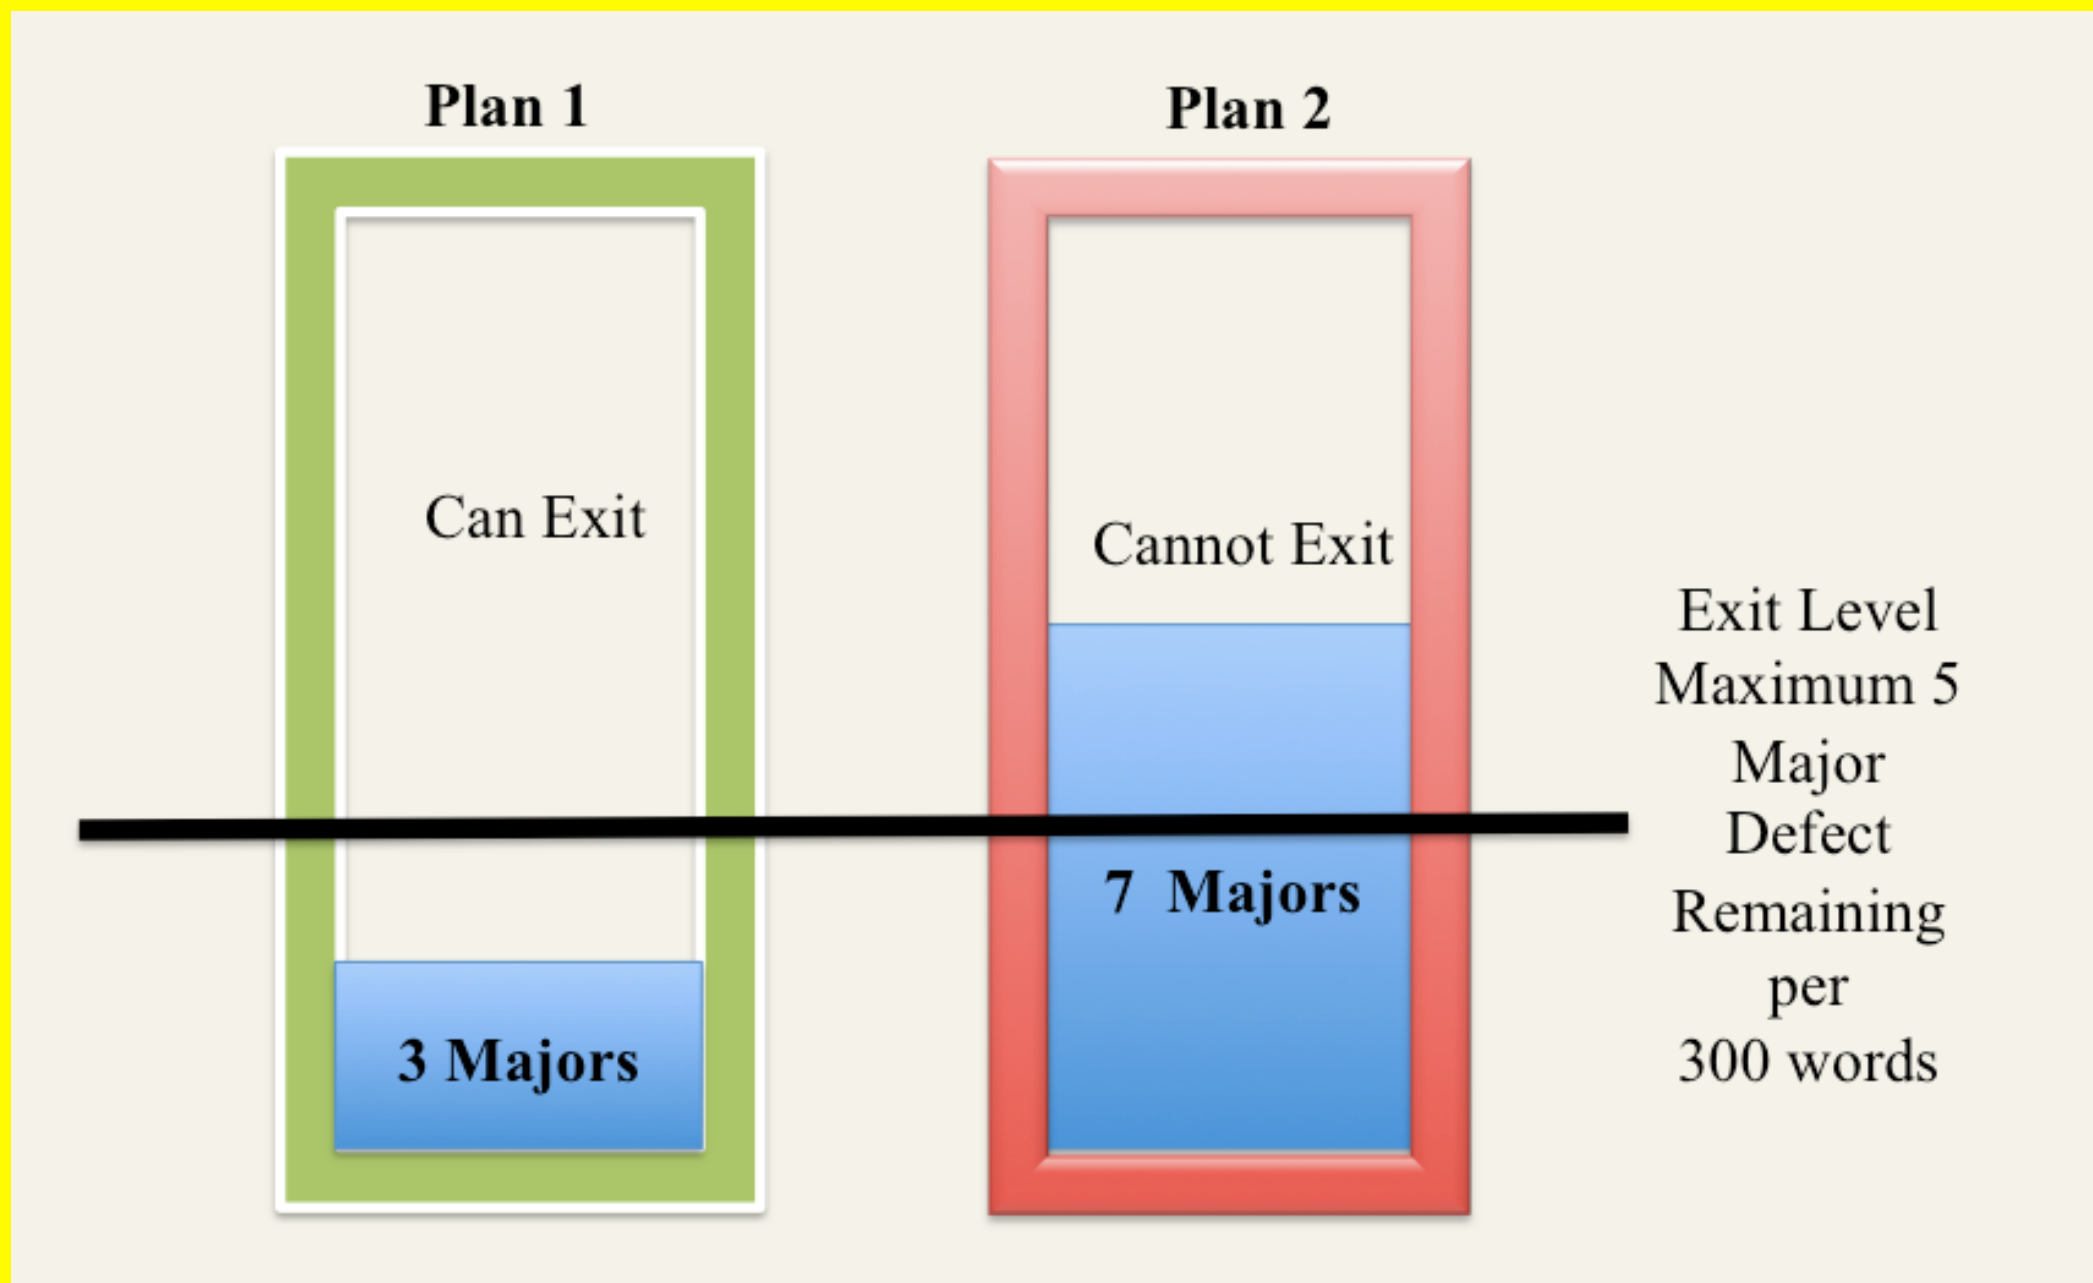 Plan 1
Can Exit
3 Majors
Plan 2
Cannot Exit
7 Majors
Exit Level
Maximum 5
Major
Defect
Remaining
per
300 words